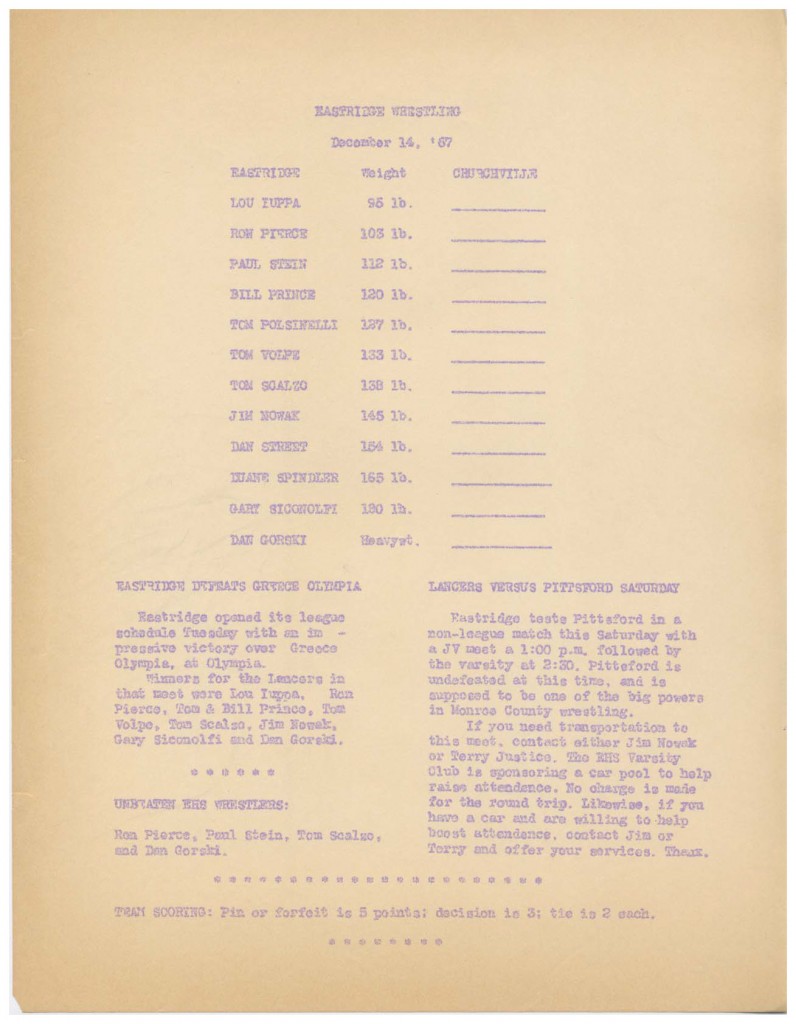 EASTRIDGE WRESTLING
December 14, '67
EASTRIDGE Weight CHURCHVILLE
LOU IUPPA 95 lb.
RON PIERCE 103 lb.
PAUL STEIN 112 lb.
BILL PRINCE 120 lb.
TOM POLSINELLI 127 lb.
TOM VOLPE 133 lb.
TOM SCALZO 138 lb.
JIM NOWAK 145 lb.
DAN STREET 154 lb.
DUANE SPINDLER 165 lb.
GARY SICONOLFI 180 lb.
DAN GORSKI Heavywt.
EASTRIDGE DEFEATS GREECE OLYMPIA
Eastridge opened its league
schedule Tuesday with an im -
pressive victory over Greece
Olympia, at Olympia.
Winners for the Lancers in
that meet were Lou Iuppa, Ron
Pierce, Tom & Bill Prince, Tom
Volpe, Tom Scalzo, Jim Nowak,
Gary Siconolfi and Dan Gorski.
* * * * * *
UNBEATEN EHS WRESTLERS:
Ron Pierce, Paul Stein, Tom Scalzo,
and Dan Gorski.
LANCERS VERSUS PITTSFORD SATURDAY
Eastridge tests Pittsford in a
non-league match this Saturday with
a JV meet a 1:00 p.m. followed by
the varsity at 2:30. Pittsford is
undefeated at this time, and is
supposed to be one of the big powers
in Monroe County wrestling.
If you need transportation to
this meet, contact either Jim Nowak
or Terry Justice. The EHS Varsity
Club is sponsoring a car pool to help
raise attendance. No charge is made
for the round trip. Likewise, if you
have a car and are willing to help
boost attendence, contact Jim or
Terry and offer your services. Thanx.
* * * * * * * * * * * * * * * * * * * * *
TEAM SCORING: Pin or forfeit is 5 points; decision is 3; tie is 2 each.
* * * * * * * *